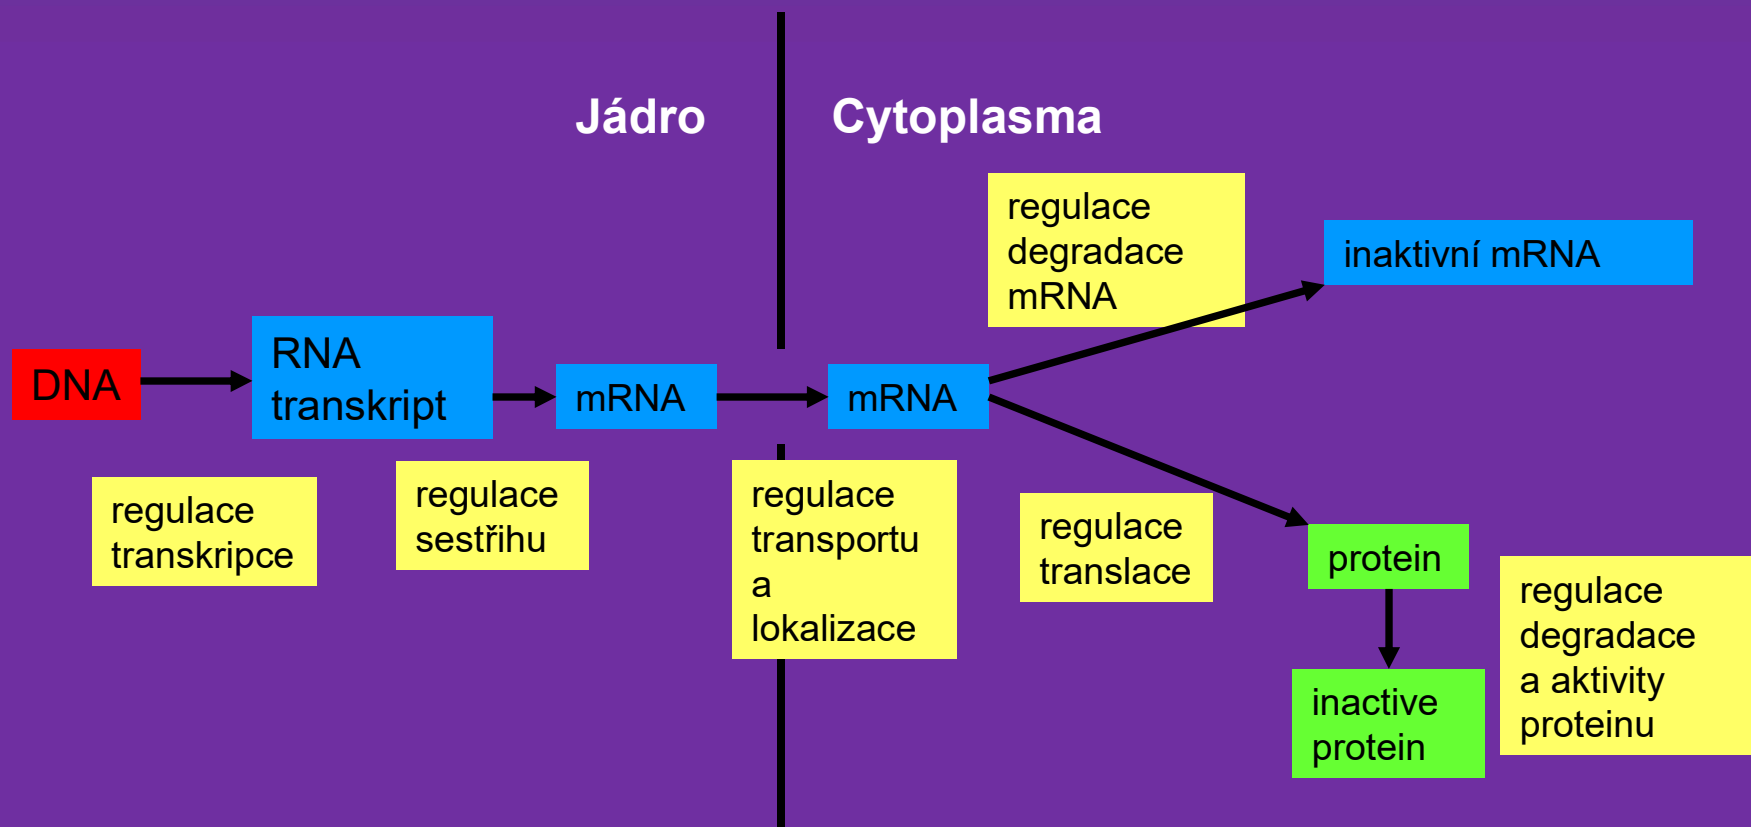 Jádro
Cytoplasma
regulace
degradace
mRNA
inaktivní mRNA
DNA
RNA
transkript
mRNA
mRNA
regulace
transkripce
regulace
sestřihu
regulace
transportu
a
lokalizace
regulace
translace
protein
regulace
degradace
a aktivity
proteinu
inactive
protein